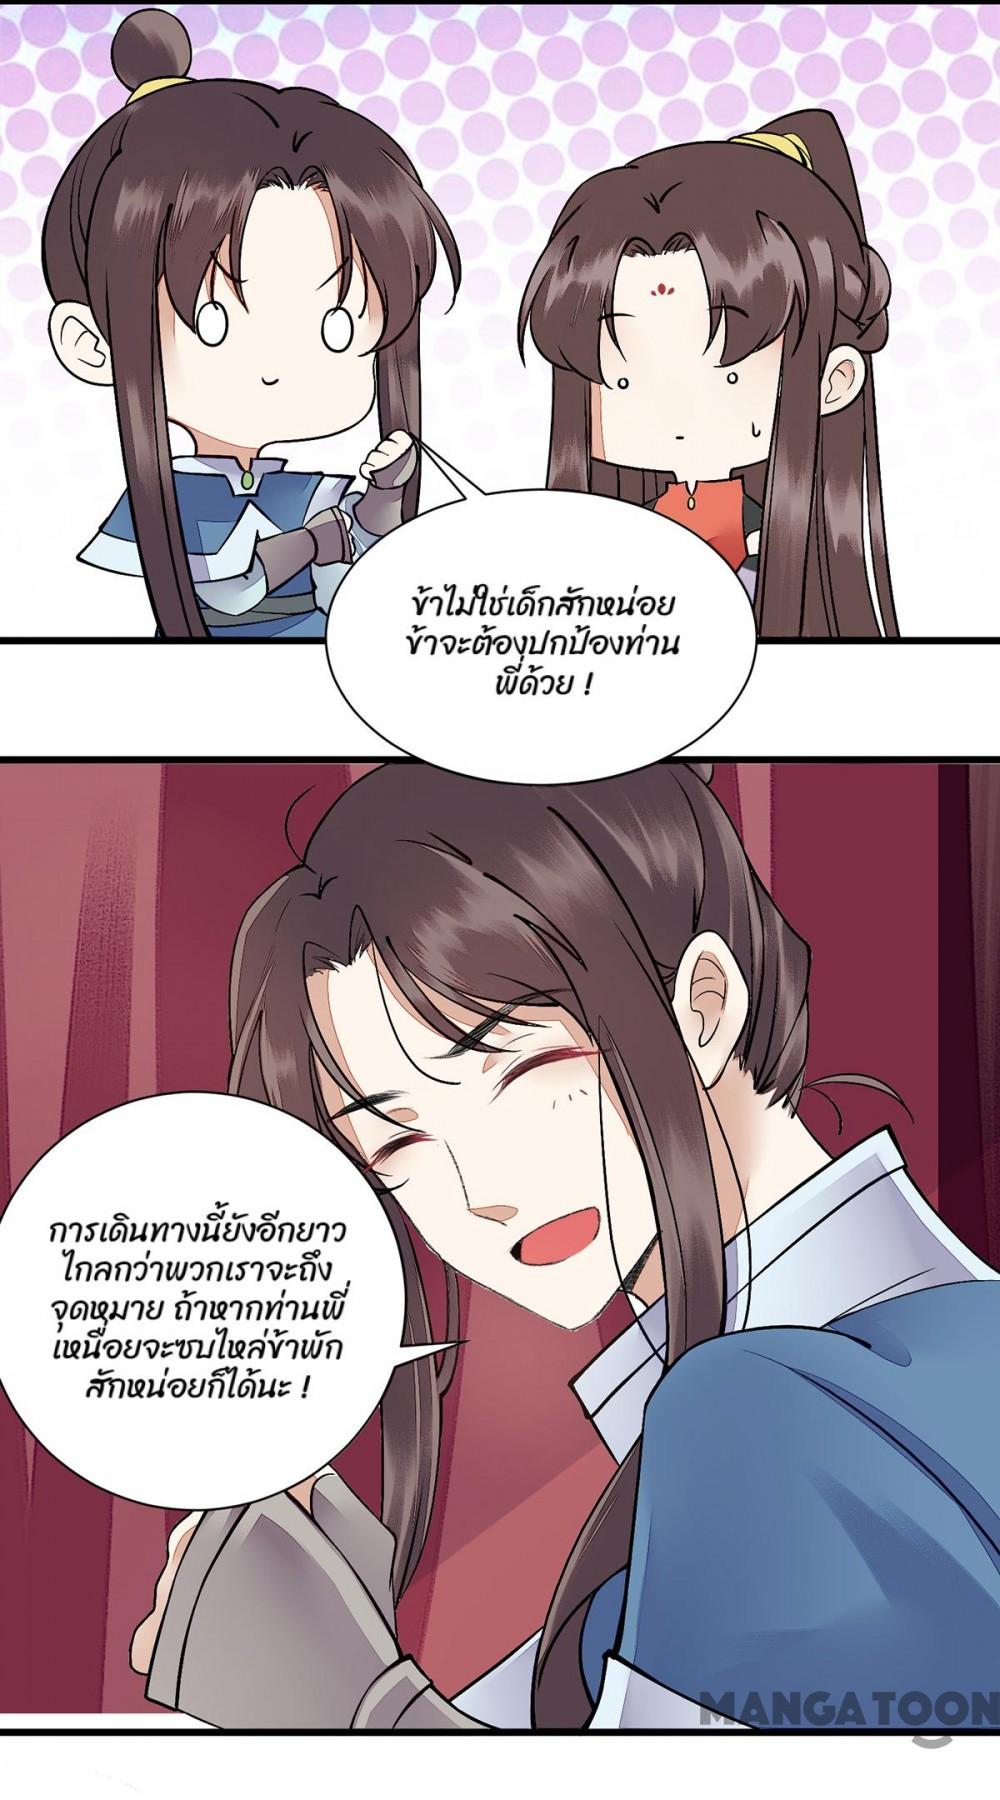 ข้าไม่ใช่เด็กสักหน่อย
ข้าจะต้องปกป้องท่าน
พี่ด้วย !
การเดินทางนี้ยังอีกยาว
ไกลกว่าพวกเราจะถึง
จุดหมาย ถ้าหากท่านพี่
เหนื่อยจะซบไหล่ข้าพัก
สักหน่อยก็ได้นะ !
MANGATOON